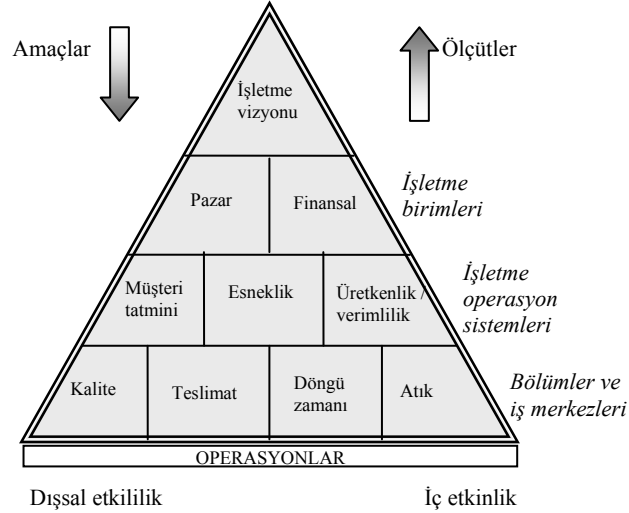 Amaçlar
Ölçütler
İşletme
vizyonu
Pazar
Finansal
İşletme
birimleri
Müşteri
tatmini
Esneklik
Üretkenlik /
verimlilik
İşletme
operasyon
sistemleri
Kalite
Teslimat
Döngü
zamanı
Atık
Bölümler ve
iş merkezleri
OPERASYONLAR
Dışsal etkililik
İç etkinlik